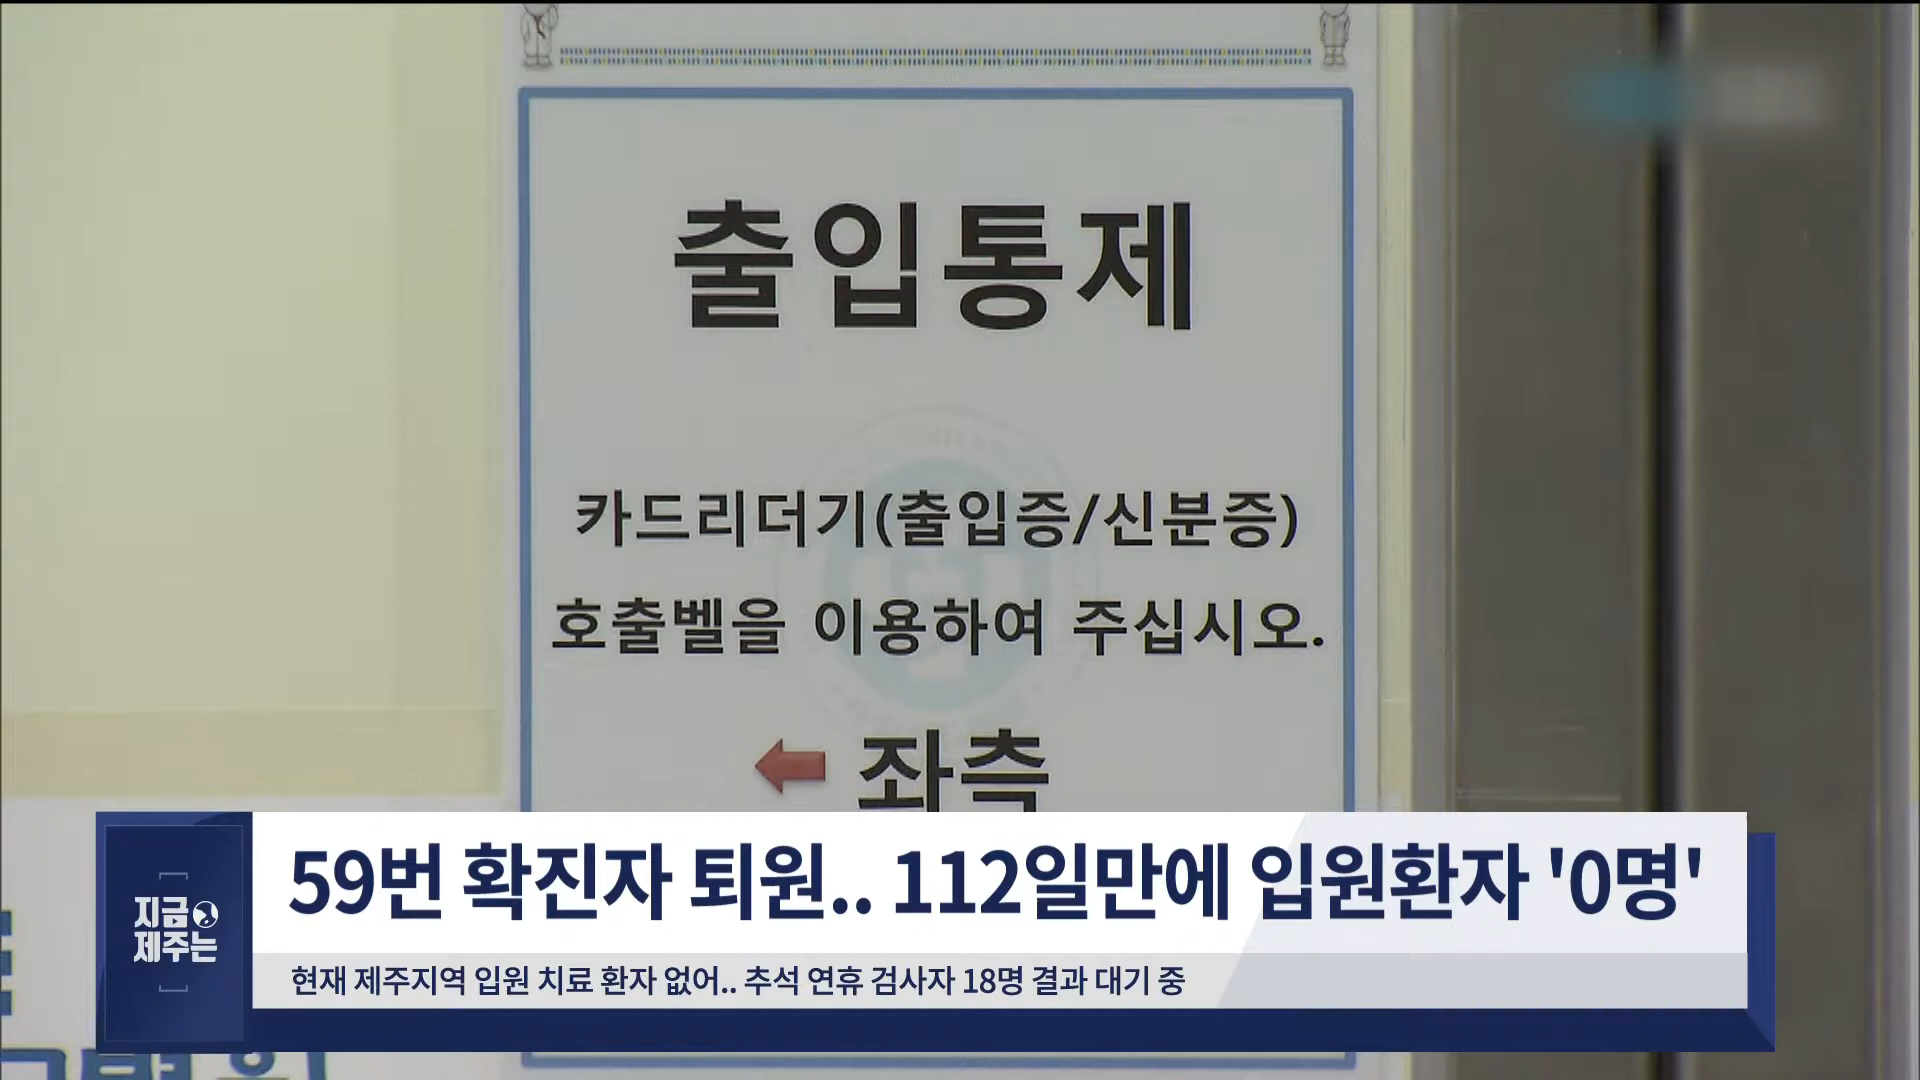 출입통제
카드리더기(출입증/신분증)
호출벨을 이용하여 주십시오.
좌측
59번 확진자 퇴원.. 112일만에 입원환자 '0명'
지금
제주는
현재 제주지역 입원 치료 환자 없어.. 추석 연휴 검사자 18명 결과 대기 중